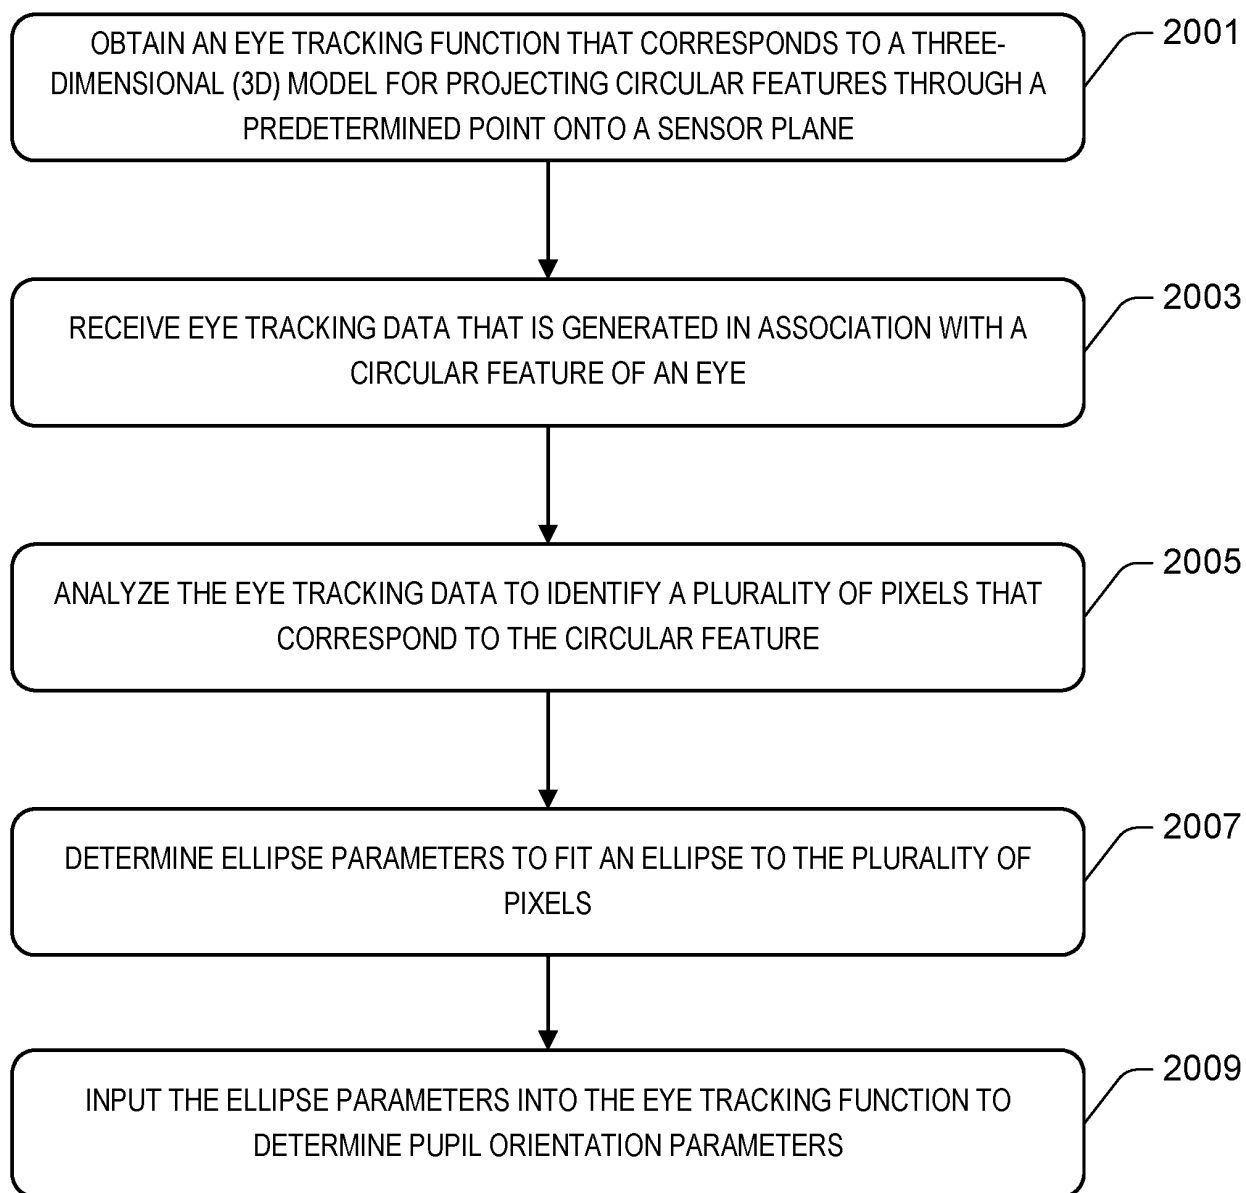 OBTAIN AN EYE TRACKING FUNCTION THAT CORRESPONDS TO A THREE-
DIMENSIONAL (3D) MODEL FOR PROJECTING CIRCULAR FEATURES THROUGH A
PREDETERMINED POINT ONTO A SENSOR PLANE
2001
RECEIVE EYE TRACKING DATA THAT IS GENERATED IN ASSOCIATION WITH A
CIRCULAR FEATURE OF AN EYE
2003
ANALYZE THE EYE TRACKING DATA TO IDENTIFY A PLURALITY OF PIXELS THAT
CORRESPOND TO THE CIRCULAR FEATURE
2005
DETERMINE ELLIPSE PARAMETERS TO FIT AN ELLIPSE TO THE PLURALITY OF
PIXELS
2007
INPUT THE ELLIPSE PARAMETERS INTO THE EYE TRACKING FUNCTION TO
DETERMINE PUPIL ORIENTATION PARAMETERS
2009